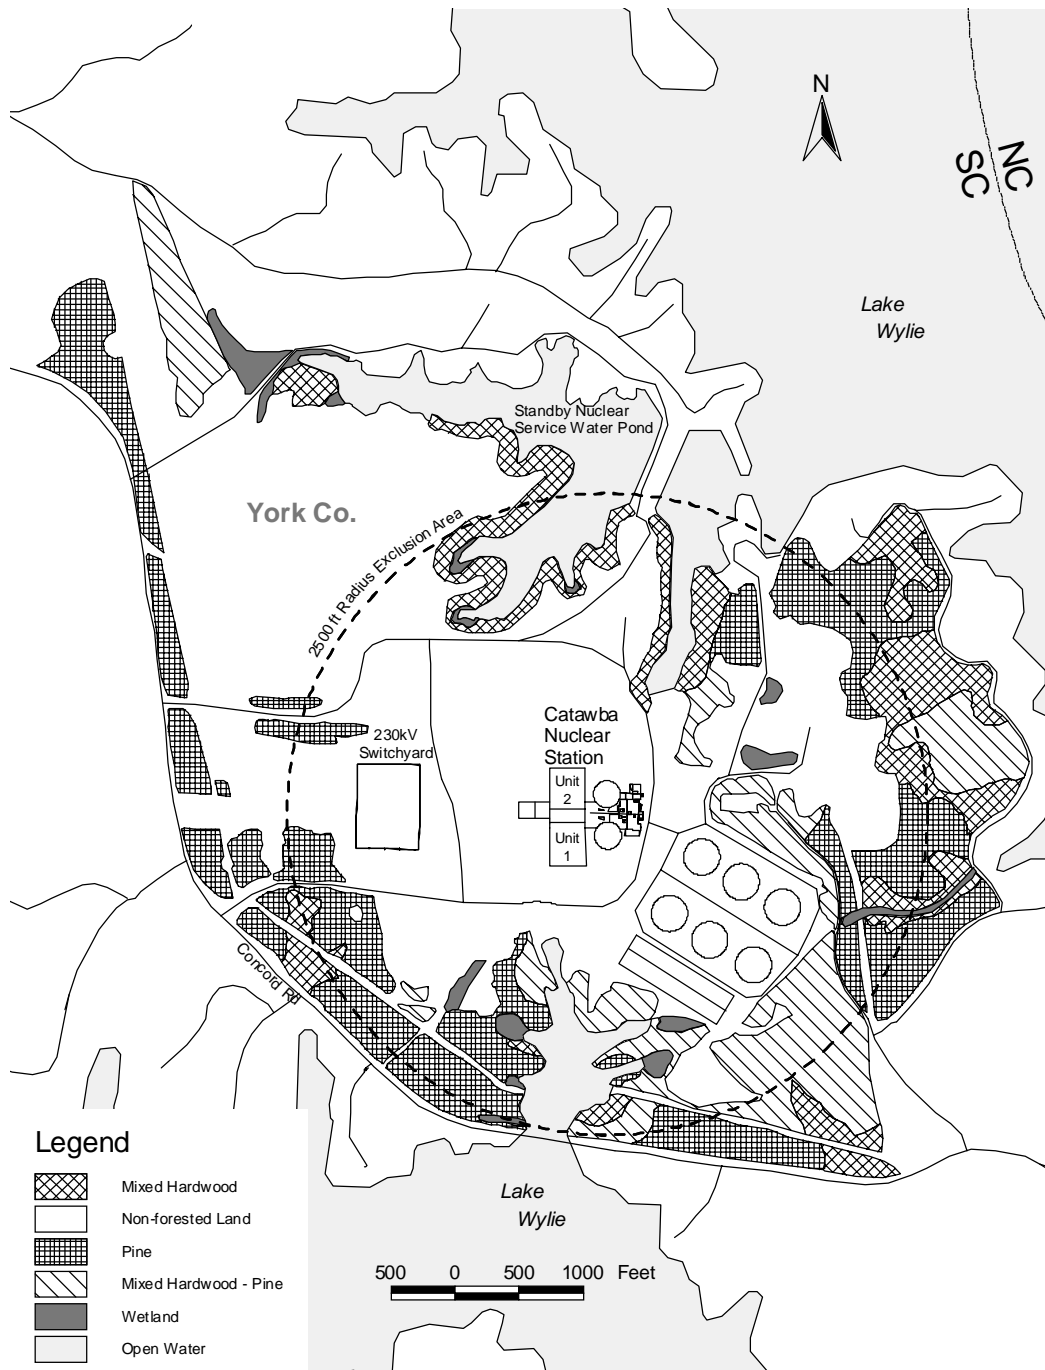 N
NC
SC
Lake
Wylie
Standby Nuclear
Service Water Pond
York Co.
2500 ft Radius Exclusion Area
Catawba
Nuclear
Station
230kV
Switchyard
Unit
2
Unit
1
Concord Rd
Legend
Mixed Hardwood
Non-forested Land
Pine
Mixed Hardwood - Pine
Wetland
Open Water
Lake
Wylie
500 0 500 1000 Feet